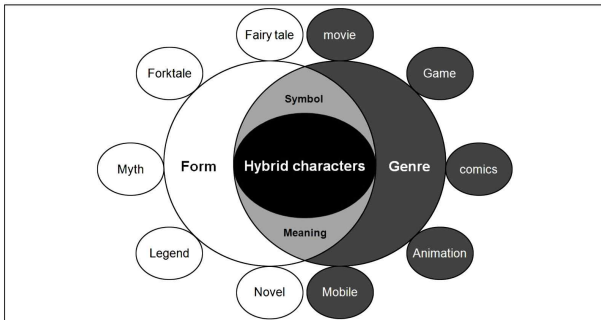 Fairy tale
movie
Forktale
Game
Symbol
Myth
Form
Hybrid characters
Genre
comics
Meaning
Legend
Animation
Novel
Mobile